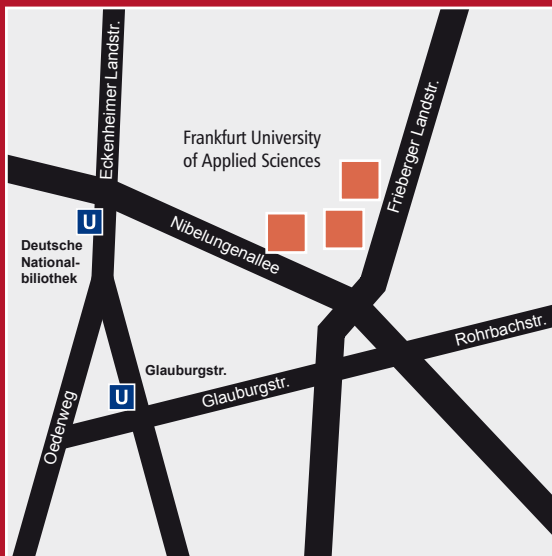 Eckenheimer Landstr.
Frankfurt University
of Applied Sciences
Frieberger Landstr.
U
Deutsche
National-
bibliothek
Nibelungenallee
Rohrbachstr.
Glauburgstr.
U
Glauburgstr.
Oederweg